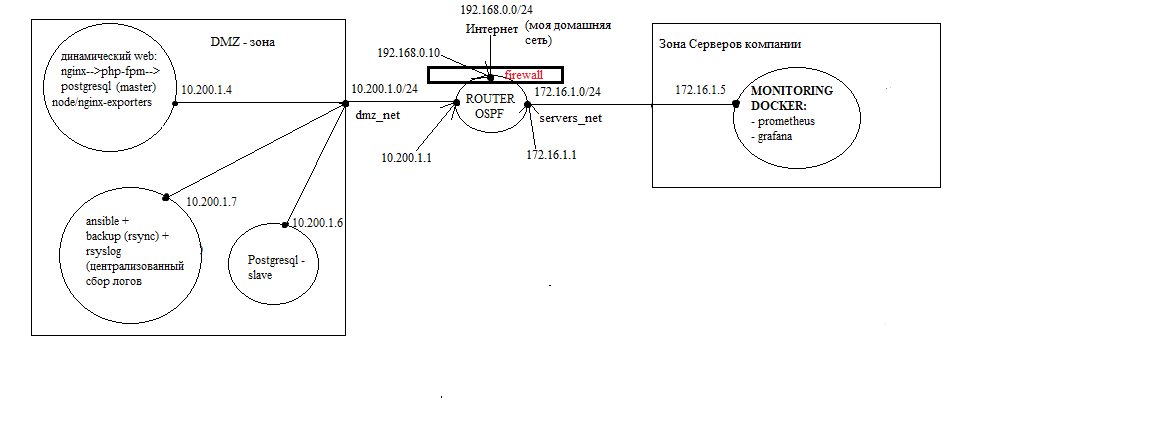 192.168.0.0/24
Интернет
(моя домашняя
сеть)
DMZ - зона
192.168.0.10
firewall
Зона Серверов компании
динамический web:
nginx-->php-fpm-->
postgresql (master)
node/nginx-exporters
10.200.1.4
10.200.1.0/24
dmz_net
ROUTER
OSPF
172.16.1.0/24
servers_net
172.16.1.5
MONITORING
DOCKER:
- prometheus
- grafana
10.200.1.1
172.16.1.1
10.200.1.7
ansible +
backup (rsync) +
rsyslog
(централизованный
сбор логов
10.200.1.6
Postgresql -
slave